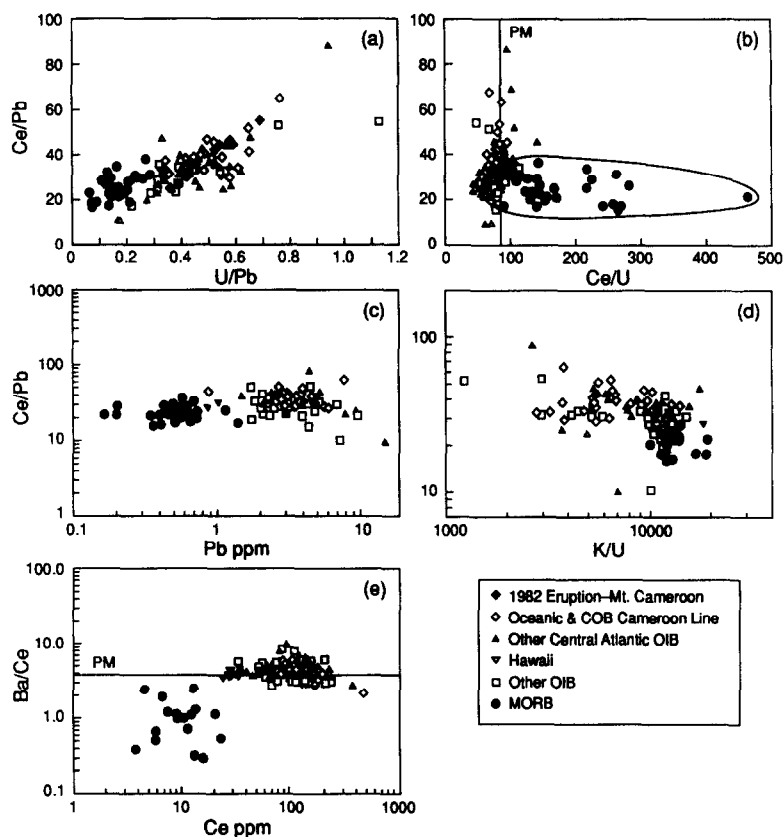 (a)
100
80
60
40
20
0
Ce/Pb
0 0.2 0.4 0.6 0.8 1.0 1.2
U/Pb
PM
(b)
100
80
60
40
20
0
0 100 200 300 400 500
Ce/U
(c)
1000
100
10
1
Ce/Pb
0.1 1.0 10
Pb ppm
(d)
100
10
1000 10000
K/U
(e)
100.0
10.0
1.0
0.1
Ba/Ce
PM
1 10 100 1000
Ce ppm
1982 Eruption–Mt. Cameroon
Oceanic & COB Cameroon Line
Other Central Atlantic OIB
Hawaii
Other OIB
MORB